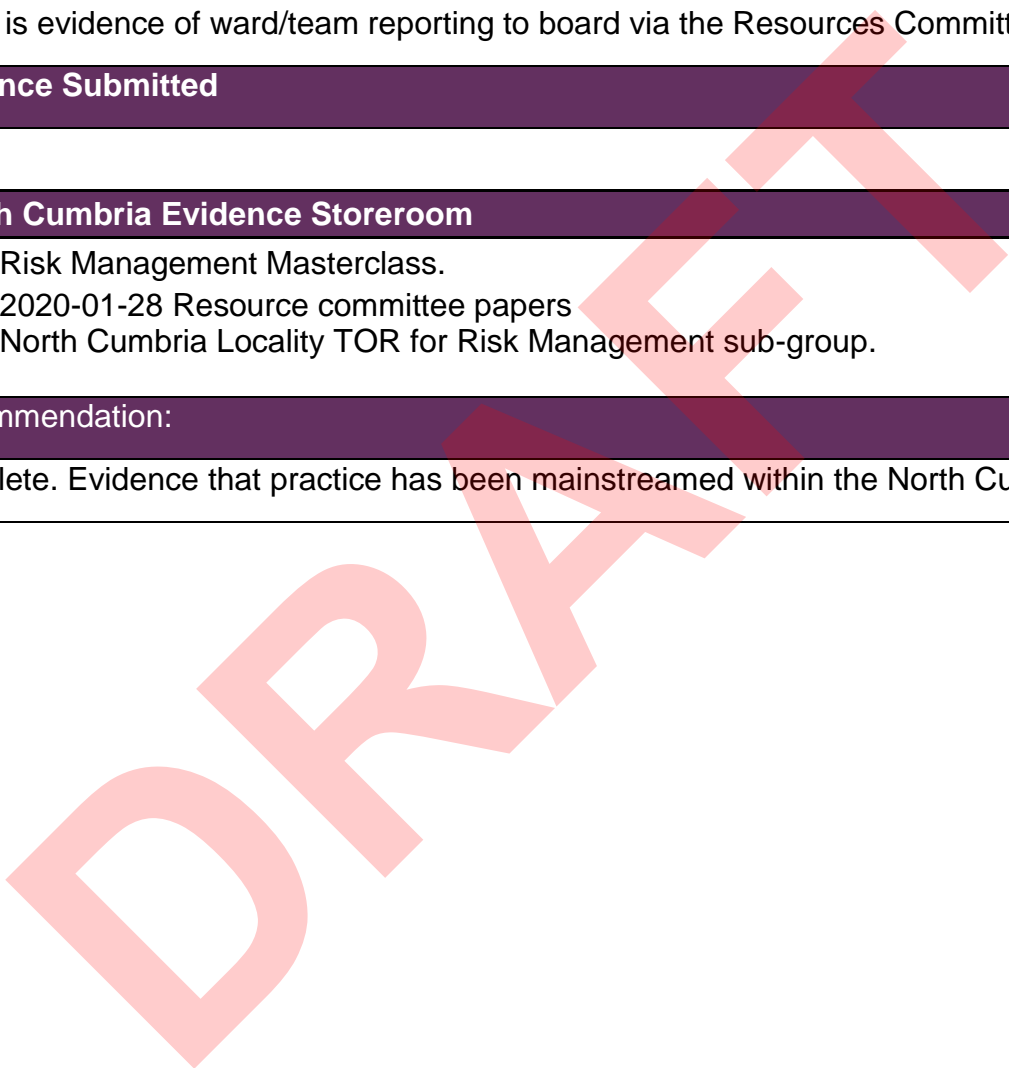 is evidence of ward/team reporting to board via the Resources Committ
nce Submitted
h Cumbria Evidence Storeroom
Risk Management Masterclass.
2020-01-28 Resource committee papers
North Cumbria Locality TOR for Risk Management sub-group.
mmendation:
lete. Evidence that practice has been mainstreamed within the North Cu
DRAFT